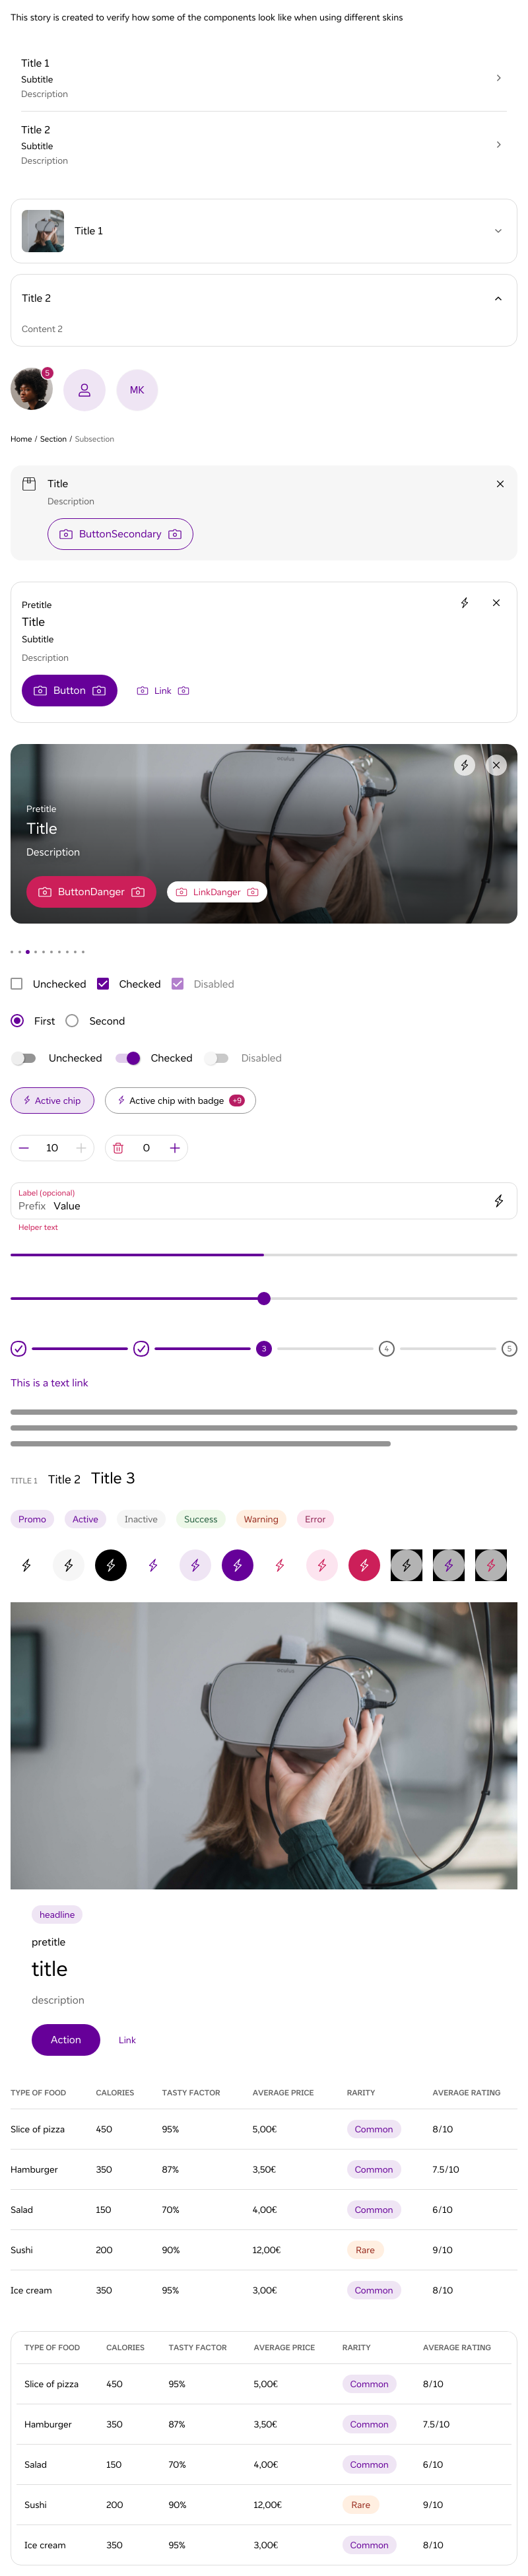 This story is created to verify how some of the components look like when using different skins
Title 1
Subtitle
Description
Title 2
Subtitle
Description
Title 1
Title 2
Content 2
5
MK
Home / Section / Subsection
Title
Description
ButtonSecondary
Pretitle
Title
Subtitle
Description
Button Link
oculus
Pretitle
Title
Description
ButtonDanger LinkDanger
Unchecked Checked Disabled
First Second
Unchecked Checked Disabled
Active chip Active chip with badge +9
10 0
Label (opcional)
Prefix Value
Helper text
3 4 5
This is a text link
TITLE 1 Title 2 Title 3
Promo Active Inactive Success Warning Error
oculus
headline
pretitle
title
description
Action Link
TYPE OF FOOD CALORIES TASTY FACTOR AVERAGE PRICE RARITY AVERAGE RATING
Slice of pizza 450 95% 5,00€ Common 8/10
Hamburger 350 87% 3,50€ Common 7.5/10
Salad 150 70% 4,00€ Common 6/10
Sushi 200 90% 12,00€ Rare 9/10
Ice cream 350 95% 3,00€ Common 8/10
TYPE OF FOOD CALORIES TASTY FACTOR AVERAGE PRICE RARITY AVERAGE RATING
Slice of pizza 450 95% 5,00€ Common 8/10
Hamburger 350 87% 3,50€ Common 7.5/10
Salad 150 70% 4,00€ Common 6/10
Sushi 200 90% 12,00€ Rare 9/10
Ice cream 350 95% 3,00€ Common 8/10